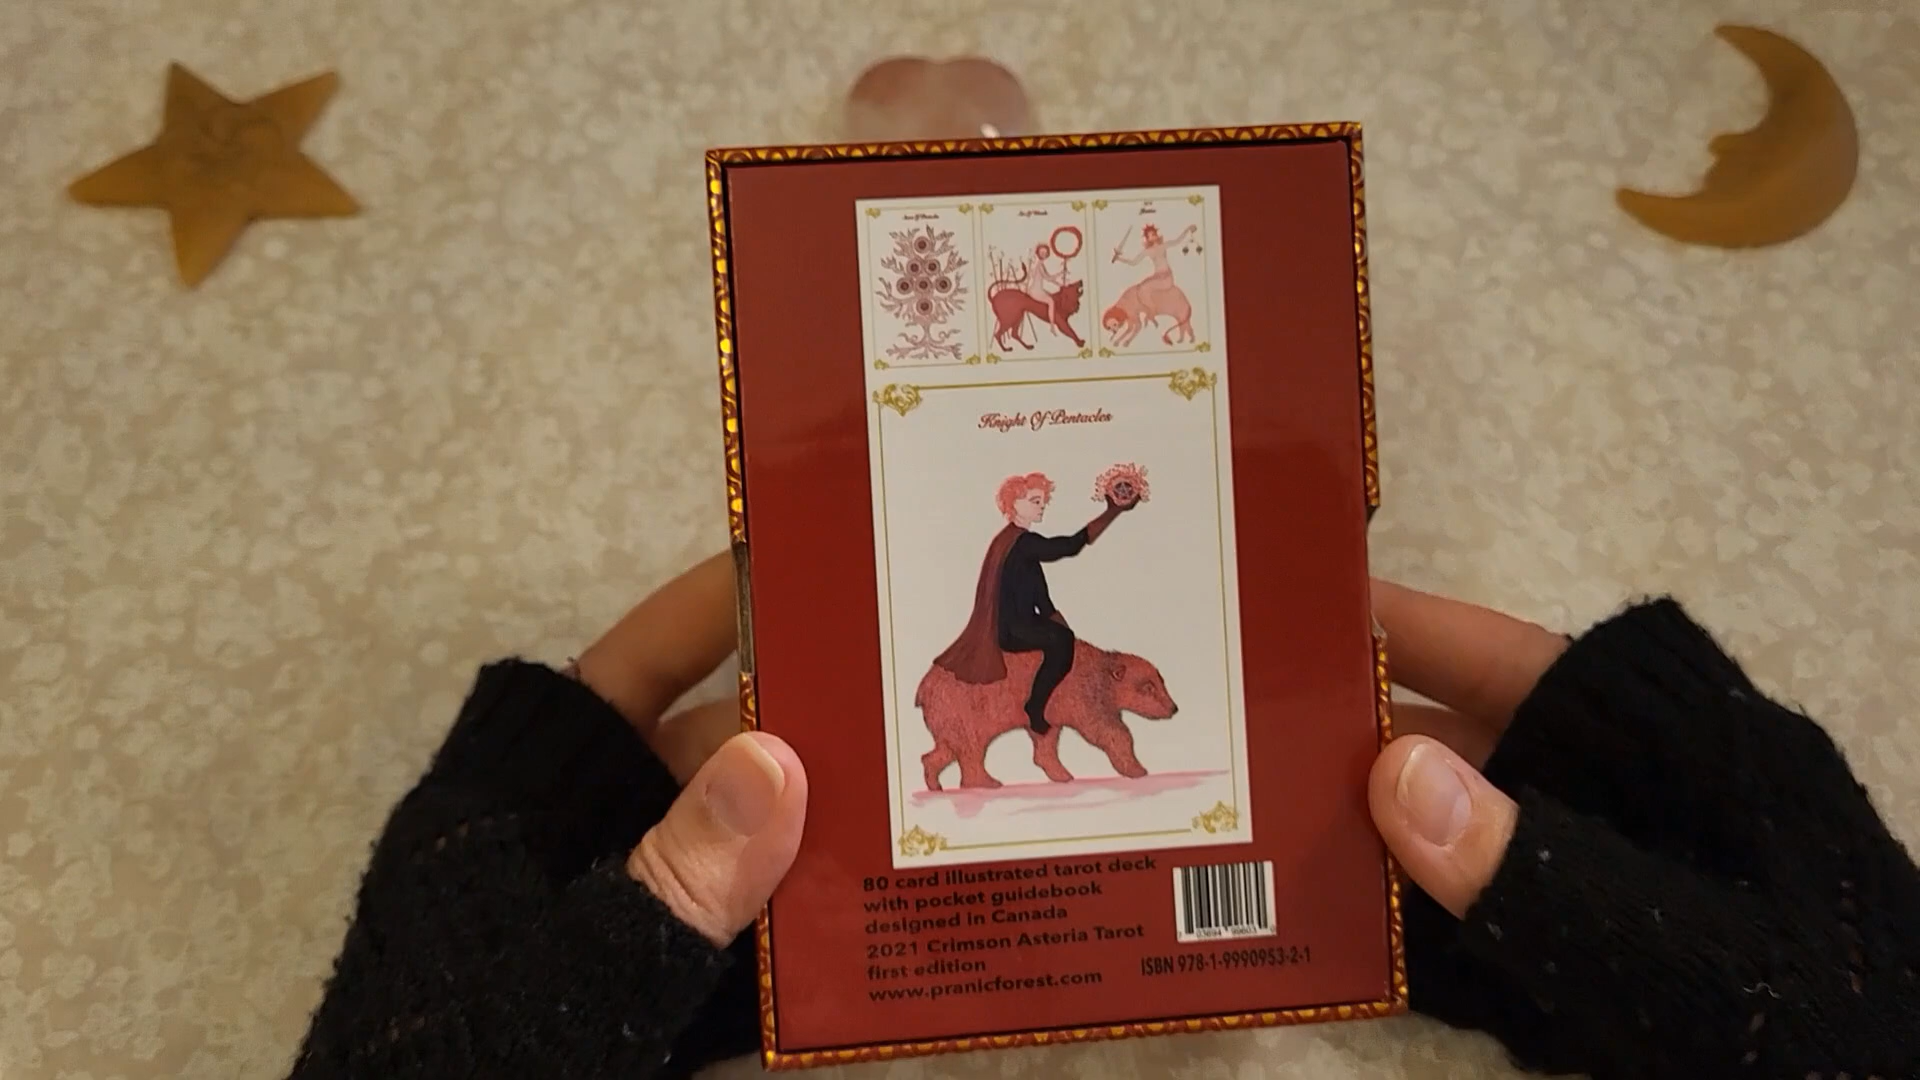 Knight Of Pentacles
80 card illustrated tarot deck
with pocket guidebook
designed in Canada
2021 Crimson Asteria Tarot
first edition
www.pranicforest.com
ISBN 978-1-9990953-2-1